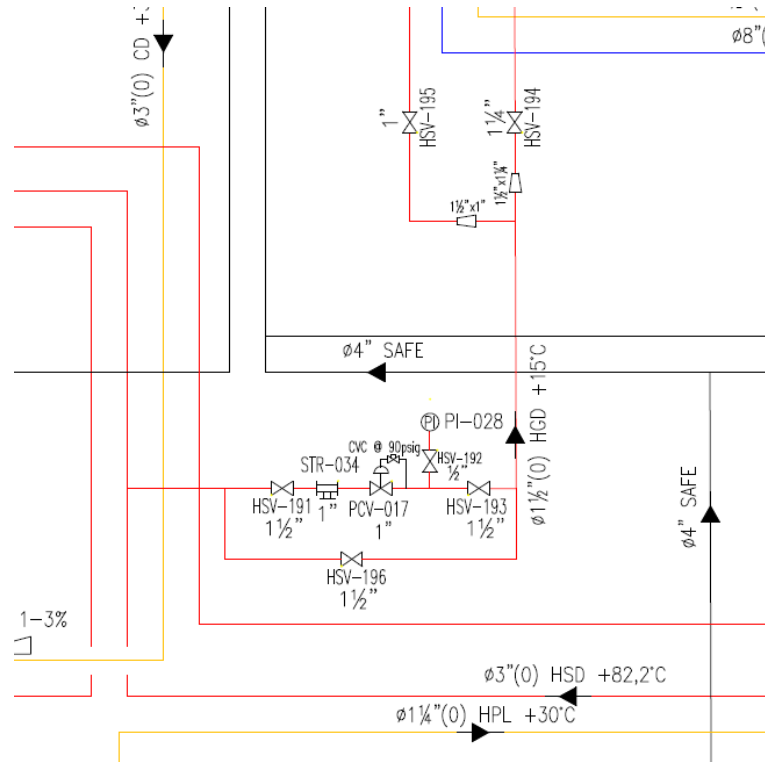 ø3"(0) CD
ø8"(
1"
HSV-195
1¼"
HSV-194
1½"x1¼"
1½"x1"
ø4" SAFE
ø1½"(0) HGD +15°C
PI
PI-028
CVC @ 90psig
STR-034
HSV-192
½"
HSV-191
1½"
1"
PCV-017
1"
HSV-193
1½"
ø4" SAFE
HSV-196
1½"
1-3%
ø3"(0) HSD +82,2°C
ø1¼"(0) HPL +30°C